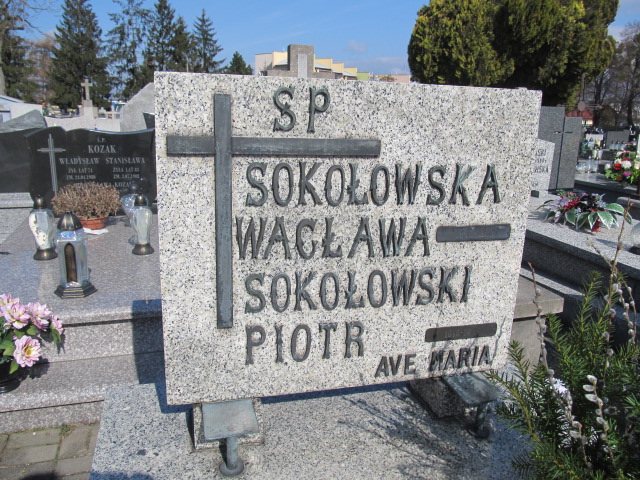 SP
SOKOŁOWSKA
WACŁAWA
SOKOŁOWSKI
PIOTR
AVE MARIA
KOZAK
WŁADYSŁAW STANISŁAWA